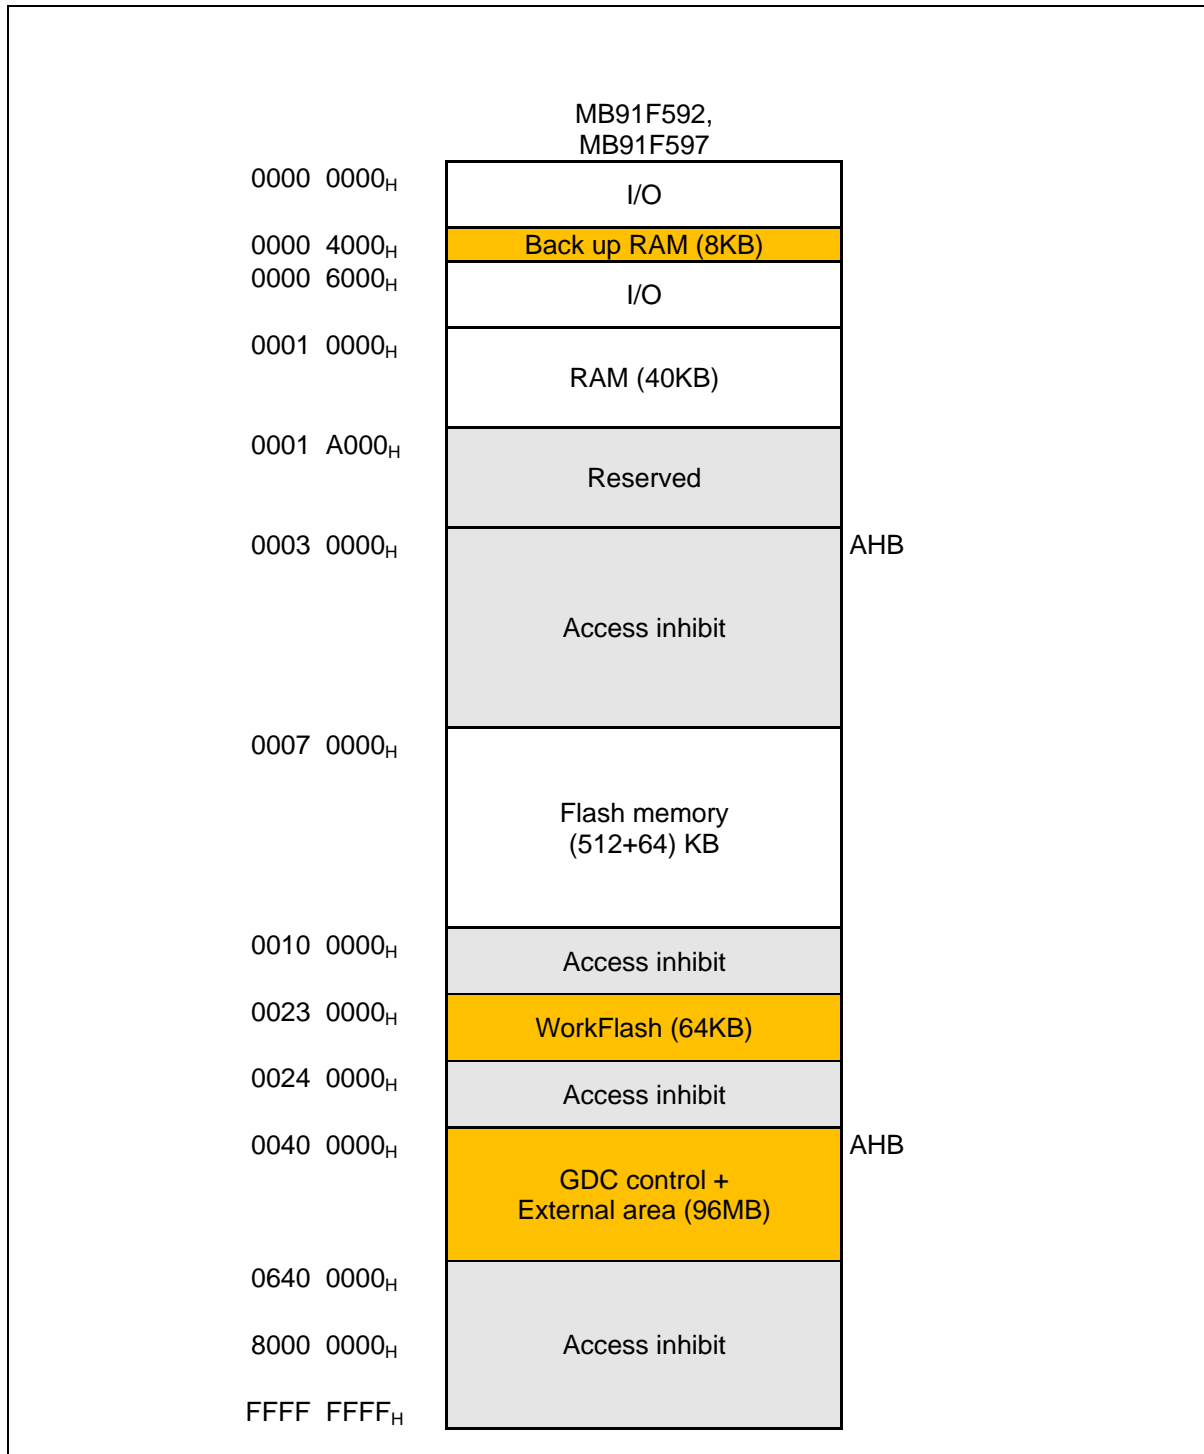 MB91F592,
MB91F597
0000 0000H
I/O
0000 4000H
Back up RAM (8KB)
0000 6000H
I/O
0001 0000H
RAM (40KB)
0001 A000H
Reserved
0003 0000H
AHB
Access inhibit
0007 0000H
Flash memory
(512+64) KB
0010 0000H
Access inhibit
0023 0000H
WorkFlash (64KB)
0024 0000H
Access inhibit
0040 0000H
AHB
GDC control +
External area (96MB)
0640 0000H
8000 0000H
Access inhibit
FFFF FFFFH